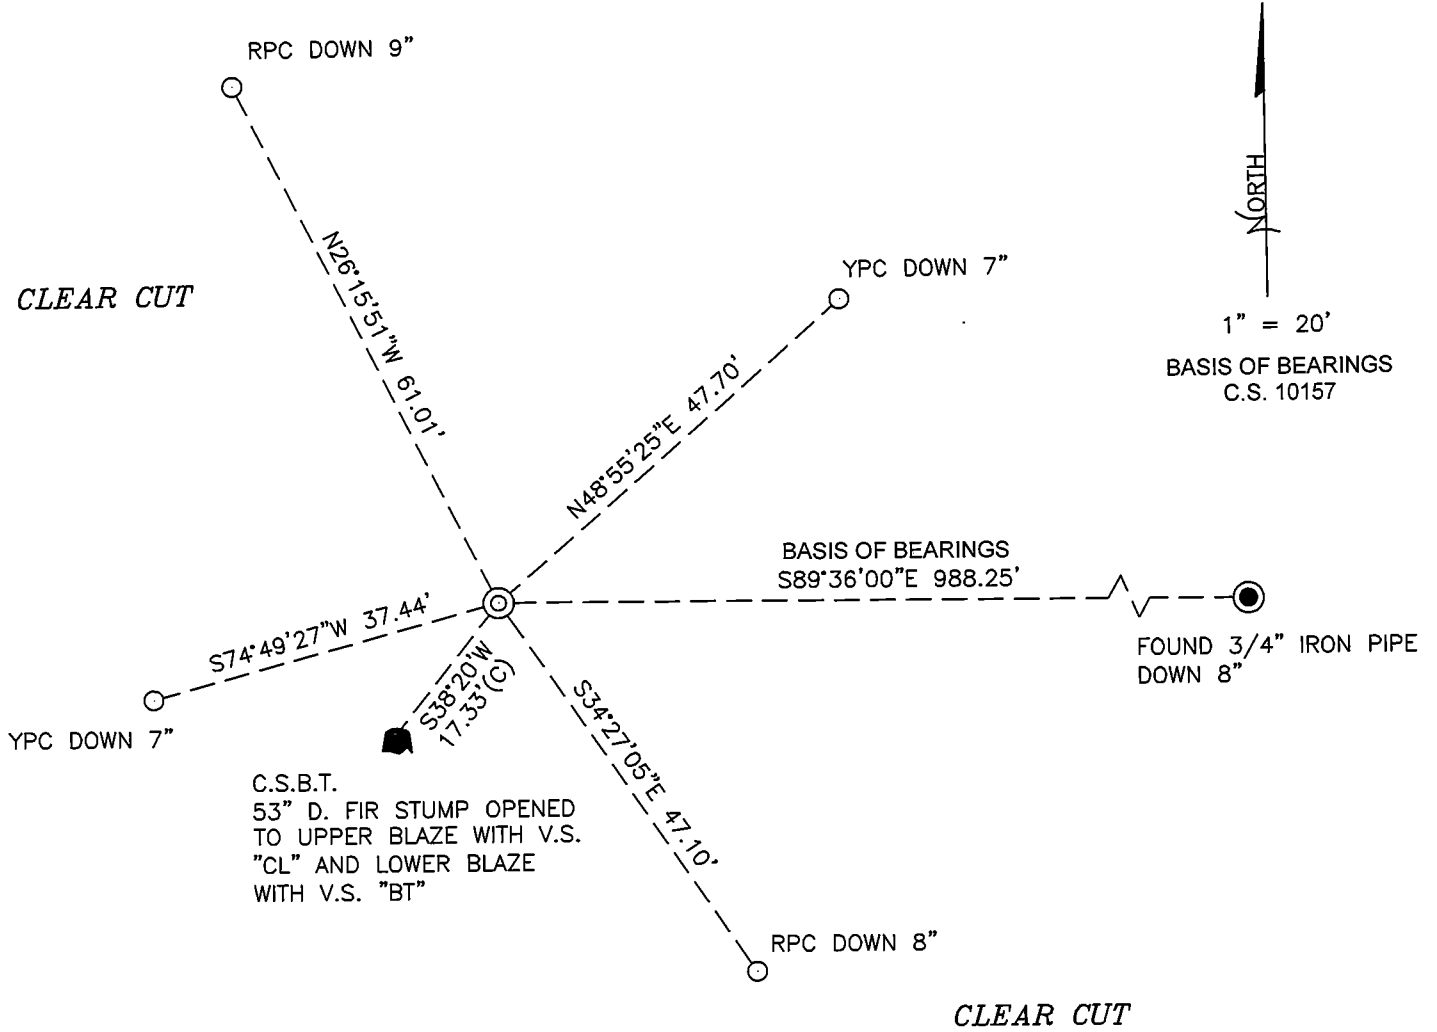 RPC DOWN 9”
NORTH
N26°15'51”W 61.01'
YPC DOWN 7”
CLEAR CUT
1” = 20'
BASIS OF BEARINGS
C.S. 10157
N48°55'25”E 47.70'
BASIS OF BEARINGS
S89°36'00”E 988.25'
S74°49'27”W 37.44'
FOUND 3/4” IRON PIPE
DOWN 8”
S38°20'W
17.33'(C)
S34°27'05”E 47.10'
YPC DOWN 7”
C.S.B.T.
53” D. FIR STUMP OPENED
TO UPPER BLAZE WITH V.S.
”CL” AND LOWER BLAZE
WITH V.S. ”BT”
RPC DOWN 8”
CLEAR CUT